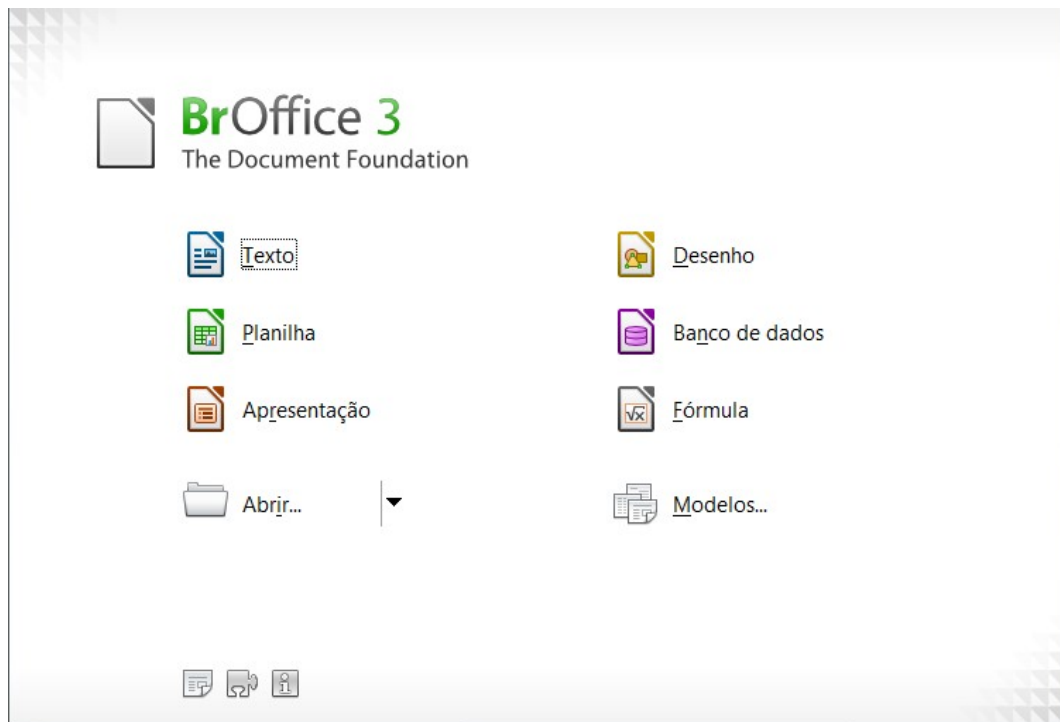 BrOffice 3
The Document Foundation
Texto
Desenho
Planilha
Banco de dados
Apresentação
Fórmula
Abrir...
Modelos...